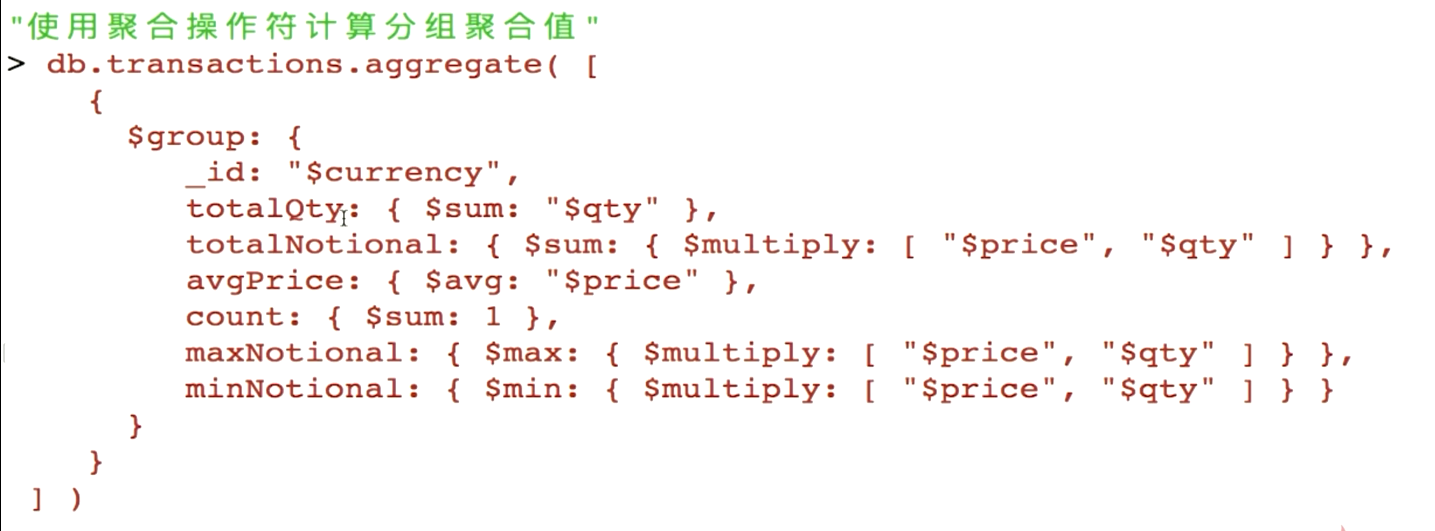 "使用聚合操作符计算分组聚合值"
> db.transactions.aggregate( [
{
$group: {
_id: "$currency",
totalQty: { $sum: "$qty" },
totalNotional: { $sum: { $multiply: [ "$price", "$qty" ] } },
avgPrice: { $avg: "$price" },
count: { $sum: 1 },
maxNotional: { $max: { $multiply: [ "$price", "$qty" ] } },
minNotional: { $min: { $multiply: [ "$price", "$qty" ] } }
}
}
] )